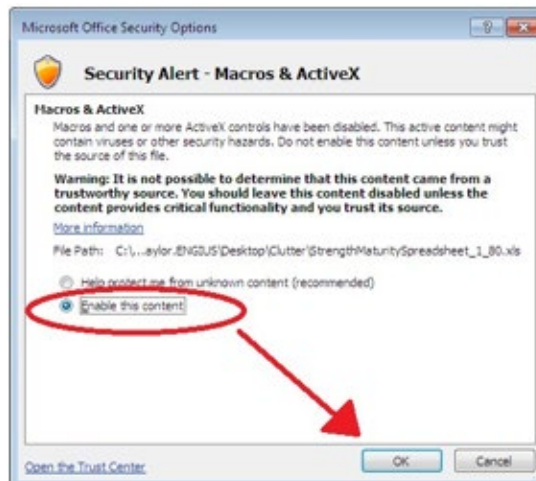 Microsoft Office Security Options
Security Alert - Macros & ActiveX
Macros & ActiveX
Macros and one or more ActiveX controls have been disabled. This active content might
contain viruses or other security hazards. Do not enable this content unless you trust
the source of this file.
Warning: It is not possible to determine that this content came from a
trustworthy source. You should leave this content disabled unless the
content provides critical functionality and you trust its source.
More information
File Path: C:\...aylor.ENGIUS\Desktop\Clutter\StrengthMaturitySpreadsheet_1_80.xls
Help protect me from unknown content (recommended)
Enable this content
Open the Trust Center
OK
Cancel